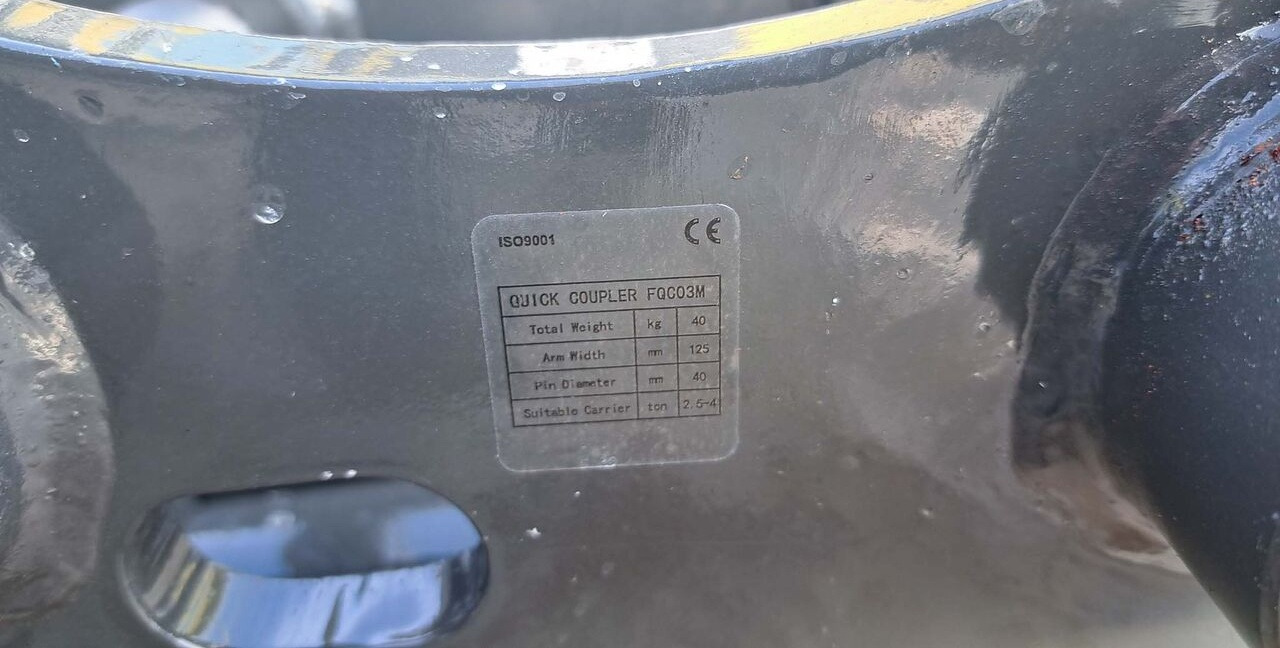 ISO9001 CE
QUICK COUPLER FQC03M
Total Weight kg 40
Arm Width mm 125
Pin Diameter mm 40
Suitable Carrier ton 2.5-4